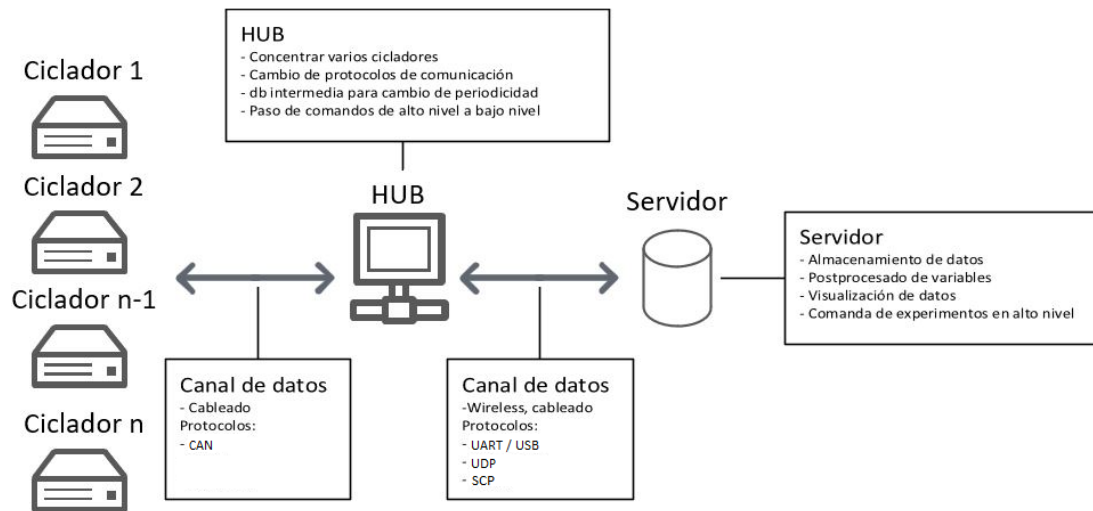 HUB
- Concentrar varios cicladores
- Cambio de protocolos de comunicación
- db intermedia para cambio de periodicidad
- Paso de comandos de alto nivel a bajo nivel
Ciclador 1
Ciclador 2
Ciclador n-1
Ciclador n
HUB
Servidor
Servidor
- Almacenamiento de datos
- Postprocesado de variables
- Visualización de datos
- Comanda de experimentos en alto nivel
Canal de datos
- Cableado
Protocolos:
- CAN
Canal de datos
-Wireless, cableado
Protocolos:
- UART / USB
- UDP
- SCP